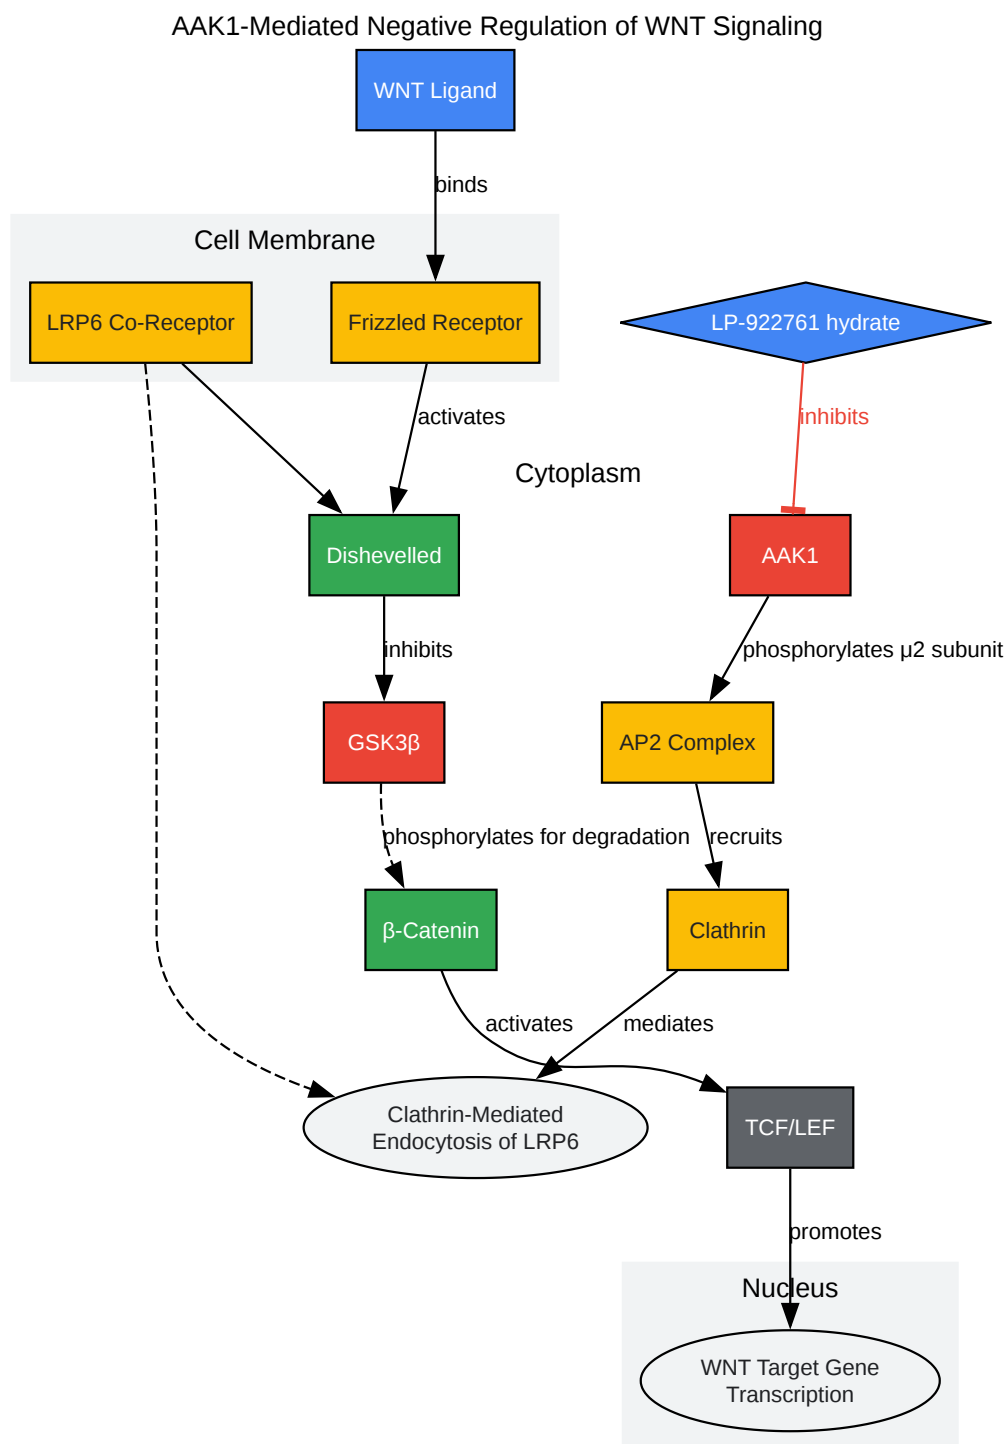 AAK1-Mediated Negative Regulation of WNT Signaling
WNT Ligand
binds
Cell Membrane
LRP6 Co-Receptor
Frizzled Receptor
LP-922761 hydrate
activates
inhibits
Cytoplasm
Dishevelled
AAK1
inhibits
phosphorylates μ2 subunit
GSK3β
AP2 Complex
phosphorylates for degradation
recruits
β-Catenin
Clathrin
activates
mediates
Clathrin-Mediated
Endocytosis of LRP6
TCF/LEF
promotes
Nucleus
WNT Target Gene
Transcription